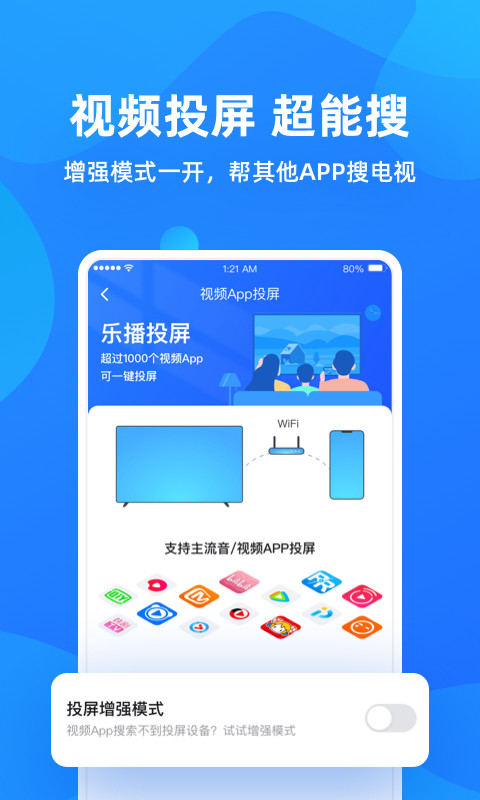 视频投屏 超能搜
增强模式一开，帮其他APP搜电视
1:21 AM
80%
视频App投屏
乐播投屏
超过1000个视频App
可一键投屏
WiFi
支持主流音/视频APP投屏
投屏增强模式
视频App搜索不到投屏设备？试试增强模式